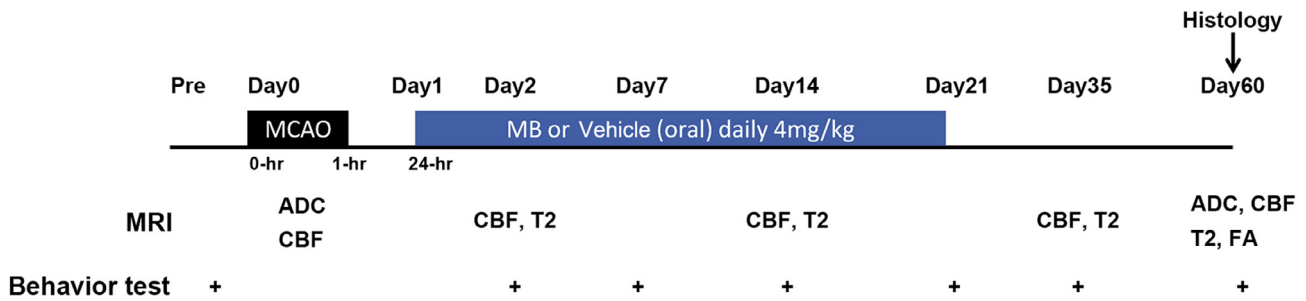 Histology
Pre Day0 Day1 Day2 Day7 Day14 Day21 Day35 Day60
MCAO MB or Vehicle (oral) daily 4mg/kg
0-hr 1-hr 24-hr
MRI ADC CBF CBF, T2 CBF, T2 CBF, T2 ADC, CBF T2, FA
Behavior test + + + + + + +